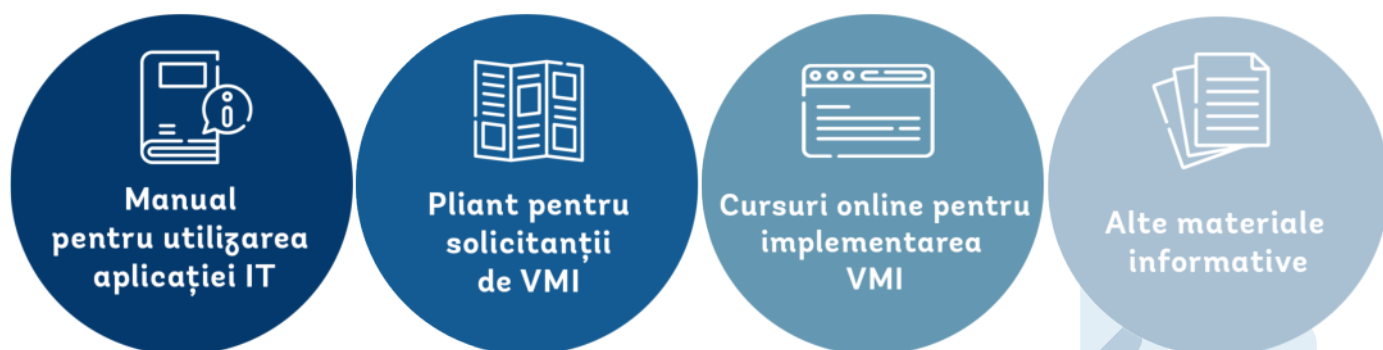 Manual
pentru utilizarea
aplicației IT
Pliant pentru
solicitanții
de VMI
Cursuri online pentru
implementarea
VMI
Alte materiale
informative